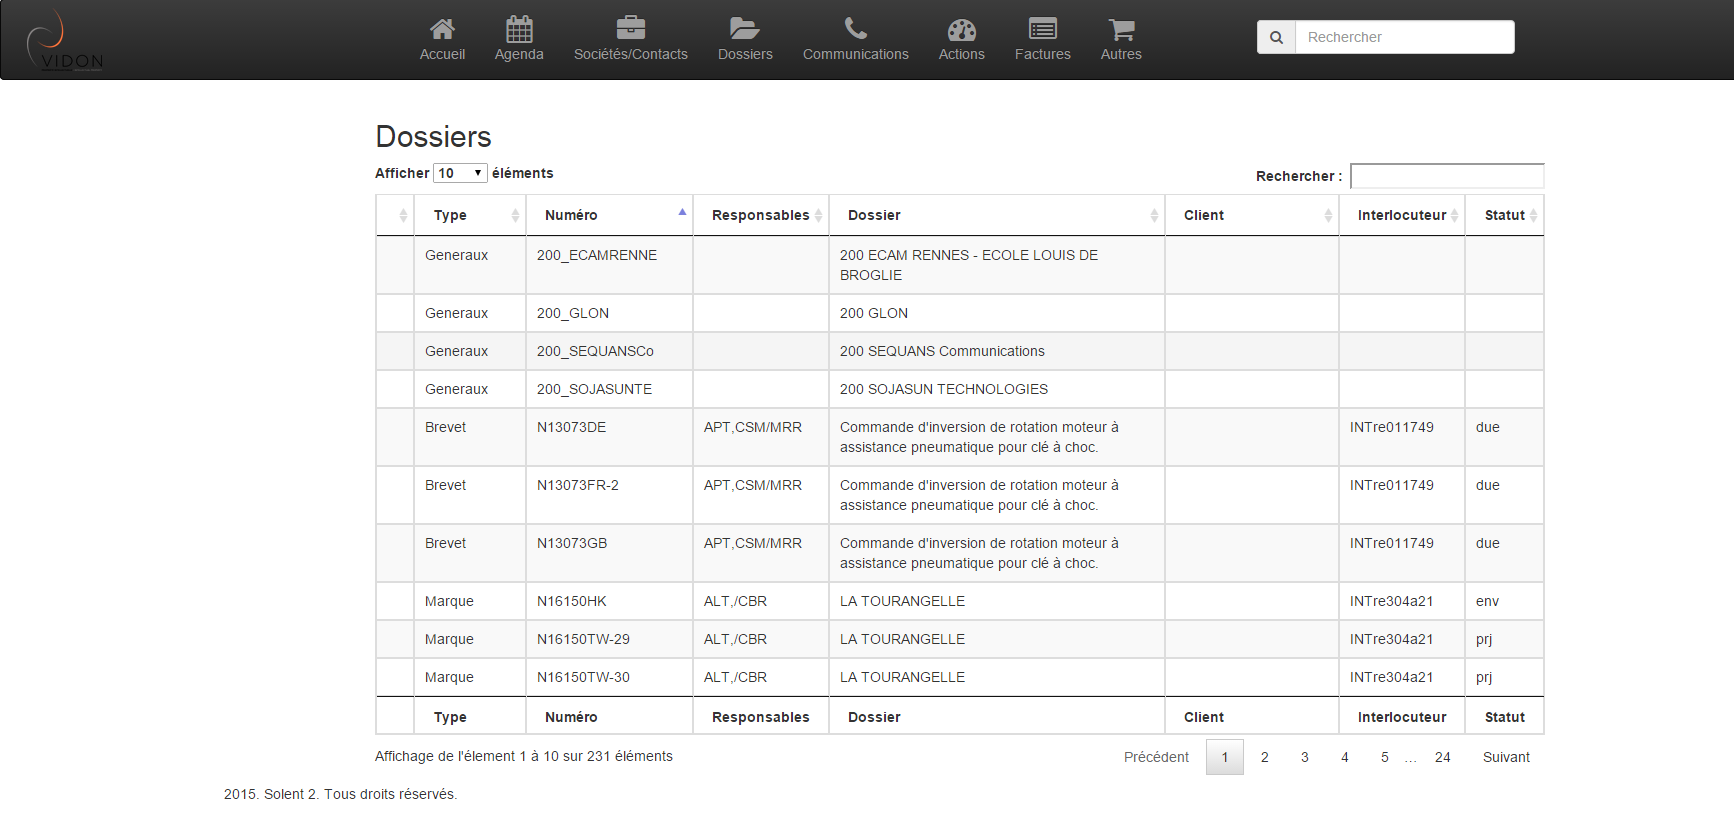 VIDON
Accueil Agenda Sociétés/Contacts Dossiers Communications Actions Factures Autres Rechercher
Dossiers
Afficher 10 éléments Rechercher :
Type Numéro Responsables Dossier Client Interlocuteur Statut
Generaux 200_ECAMRENNE 200 ECAM RENNES - ECOLE LOUIS DE
BROGLIE
Generaux 200_GLON 200 GLON
Generaux 200_SEQUANSCo 200 SEQUANS Communications
Generaux 200_SOJASUNTE 200 SOJASUN TECHNOLOGIES
Brevet N13073DE APT,CSM/MRR Commande d'inversion de rotation moteur à INTre011749 due
assistance pneumatique pour clé à choc.
Brevet N13073FR-2 APT,CSM/MRR Commande d'inversion de rotation moteur à INTre011749 due
assistance pneumatique pour clé à choc.
Brevet N13073GB APT,CSM/MRR Commande d'inversion de rotation moteur à INTre011749 due
assistance pneumatique pour clé à choc.
Marque N16150HK ALT,/CBR LA TOURANGELLE INTre304a21 env
Marque N16150TW-29 ALT,/CBR LA TOURANGELLE INTre304a21 prj
Marque N16150TW-30 ALT,/CBR LA TOURANGELLE INTre304a21 prj
Type Numéro Responsables Dossier Client Interlocuteur Statut
Affichage de l'élement 1 à 10 sur 231 éléments Précédent 1 2 3 4 5 … 24 Suivant
2015. Solent 2. Tous droits réservés.